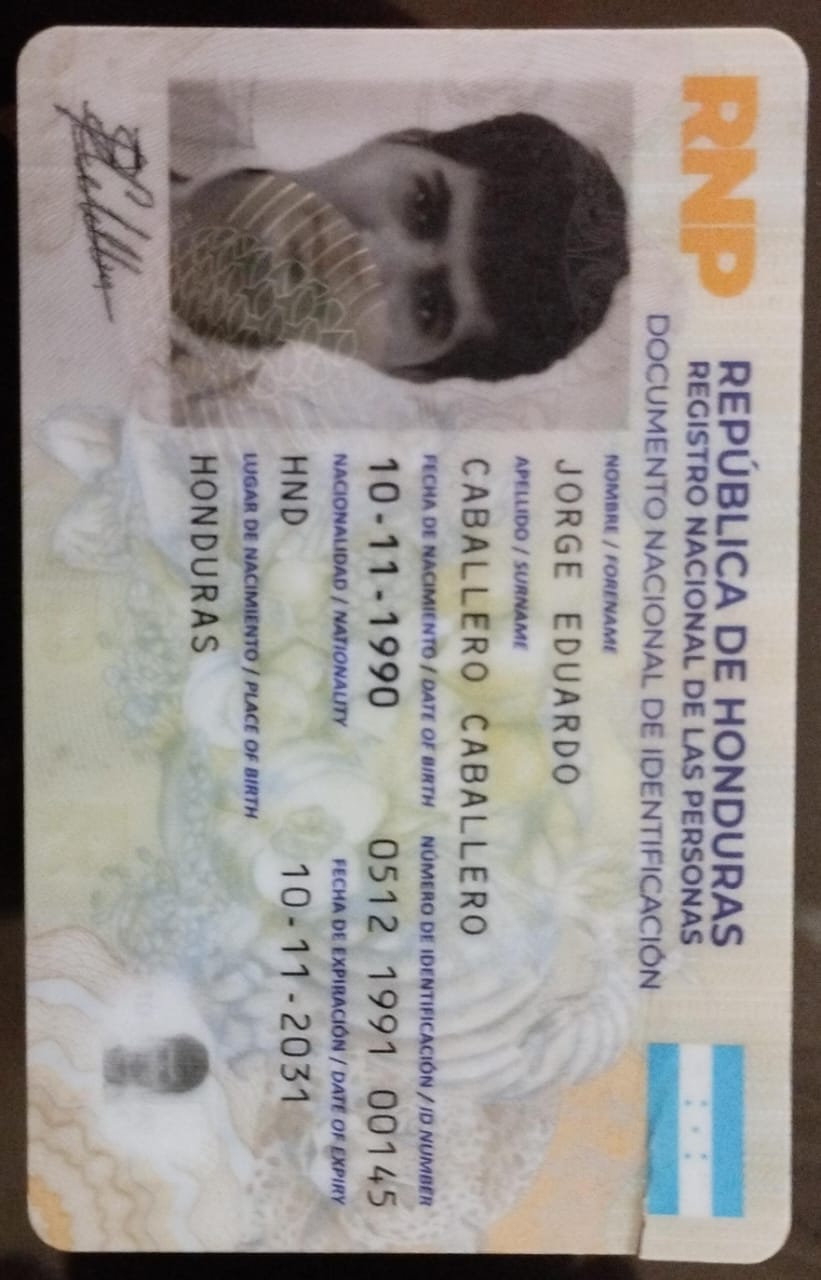 RNP
REPÚBLICA DE HONDURAS
REGISTRO NACIONAL DE LAS PERSONAS
DOCUMENTO NACIONAL DE IDENTIFICACIÓN
NOMBRE / FORENAME
JORGE EDUARDO
APELLIDO / SURNAME
CABALLERO CABALLERO
FECHA DE NACIMIENTO / DATE OF BIRTH NÚMERO DE IDENTIFICACIÓN / ID NUMBER
10-11-1990 0512 1991 00145
NACIONALIDAD / NATIONALITY FECHA DE EXPIRACIÓN / DATE OF EXPIRY
HND 10-11-2031
LUGAR DE NACIMIENTO / PLACE OF BIRTH
HONDURAS